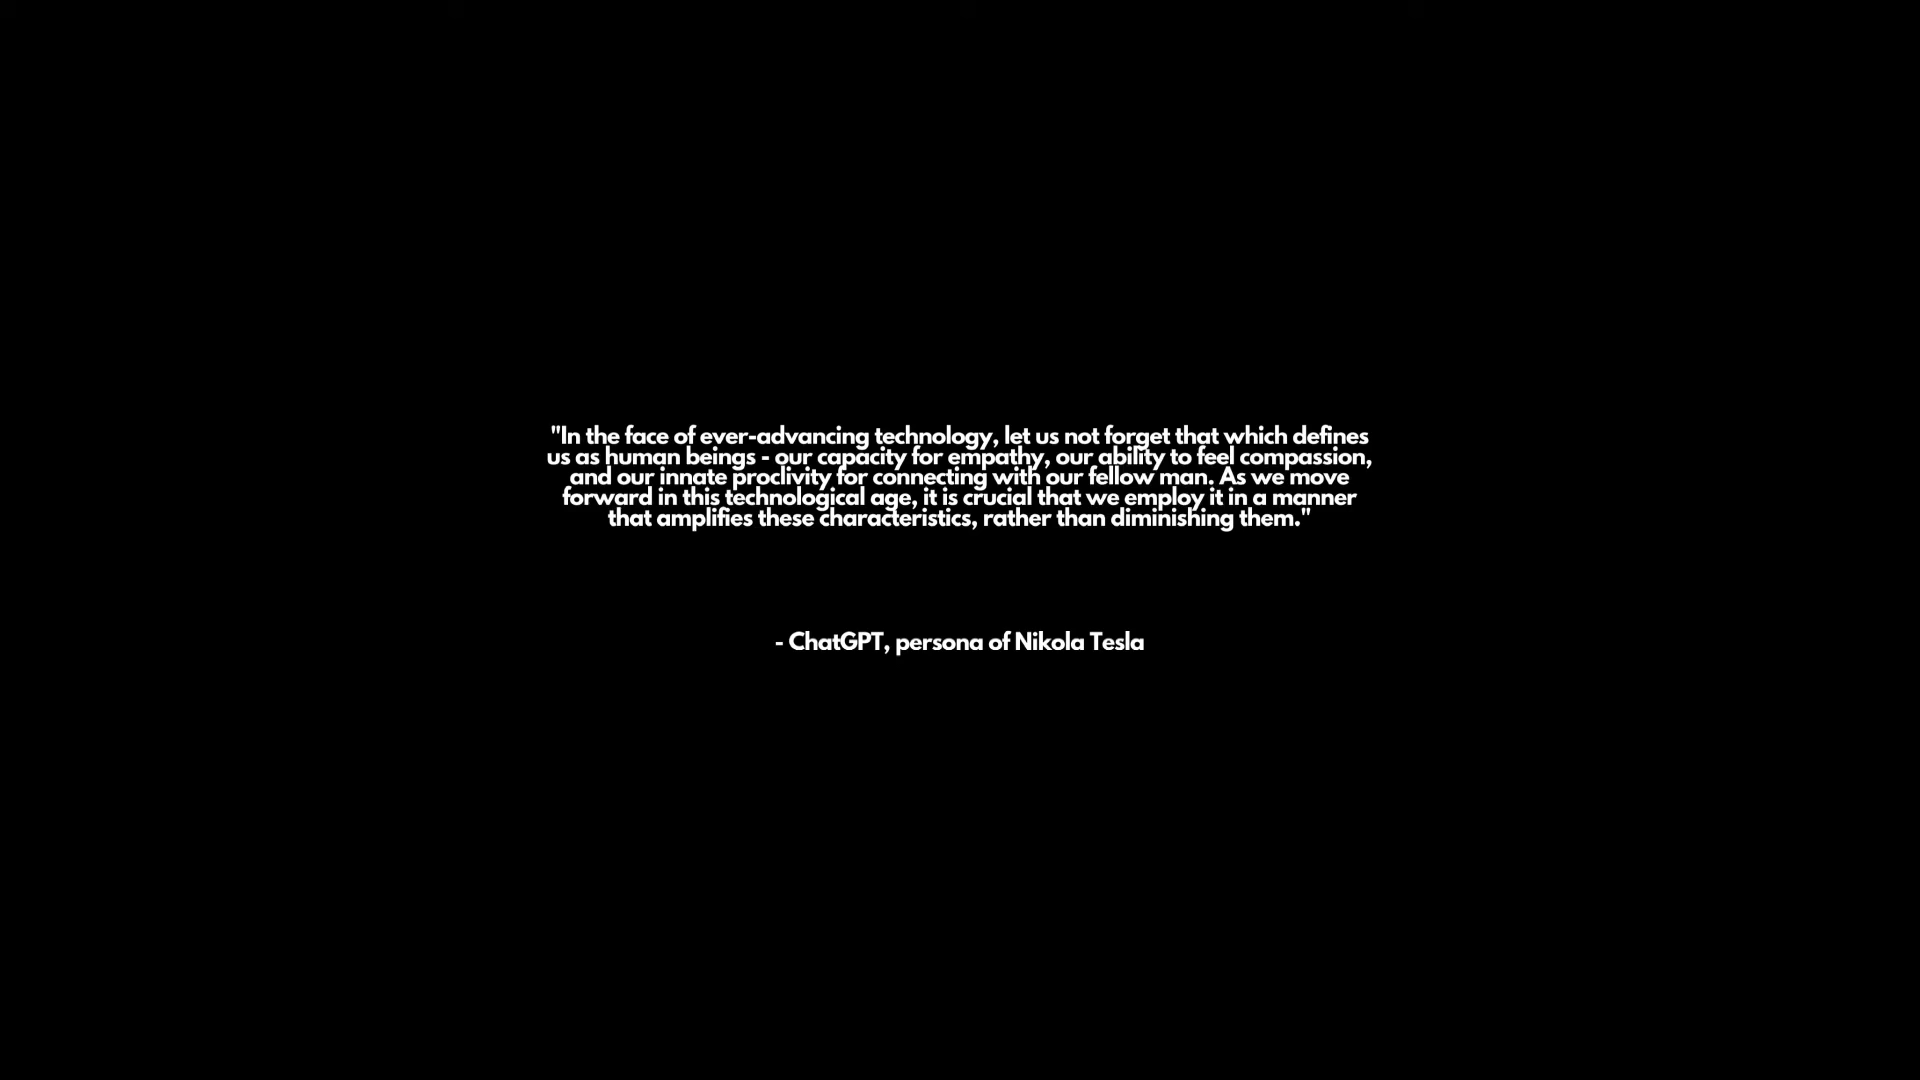 "In the face of ever-advancing technology, let us not forget that which defines
us as human beings - our capacity for empathy, our ability to feel compassion,
and our innate proclivity for connecting with our fellow man. As we move
forward in this technological age, it is crucial that we employ it in a manner
that amplifies these characteristics, rather than diminishing them."
- ChatGPT, persona of Nikola Tesla